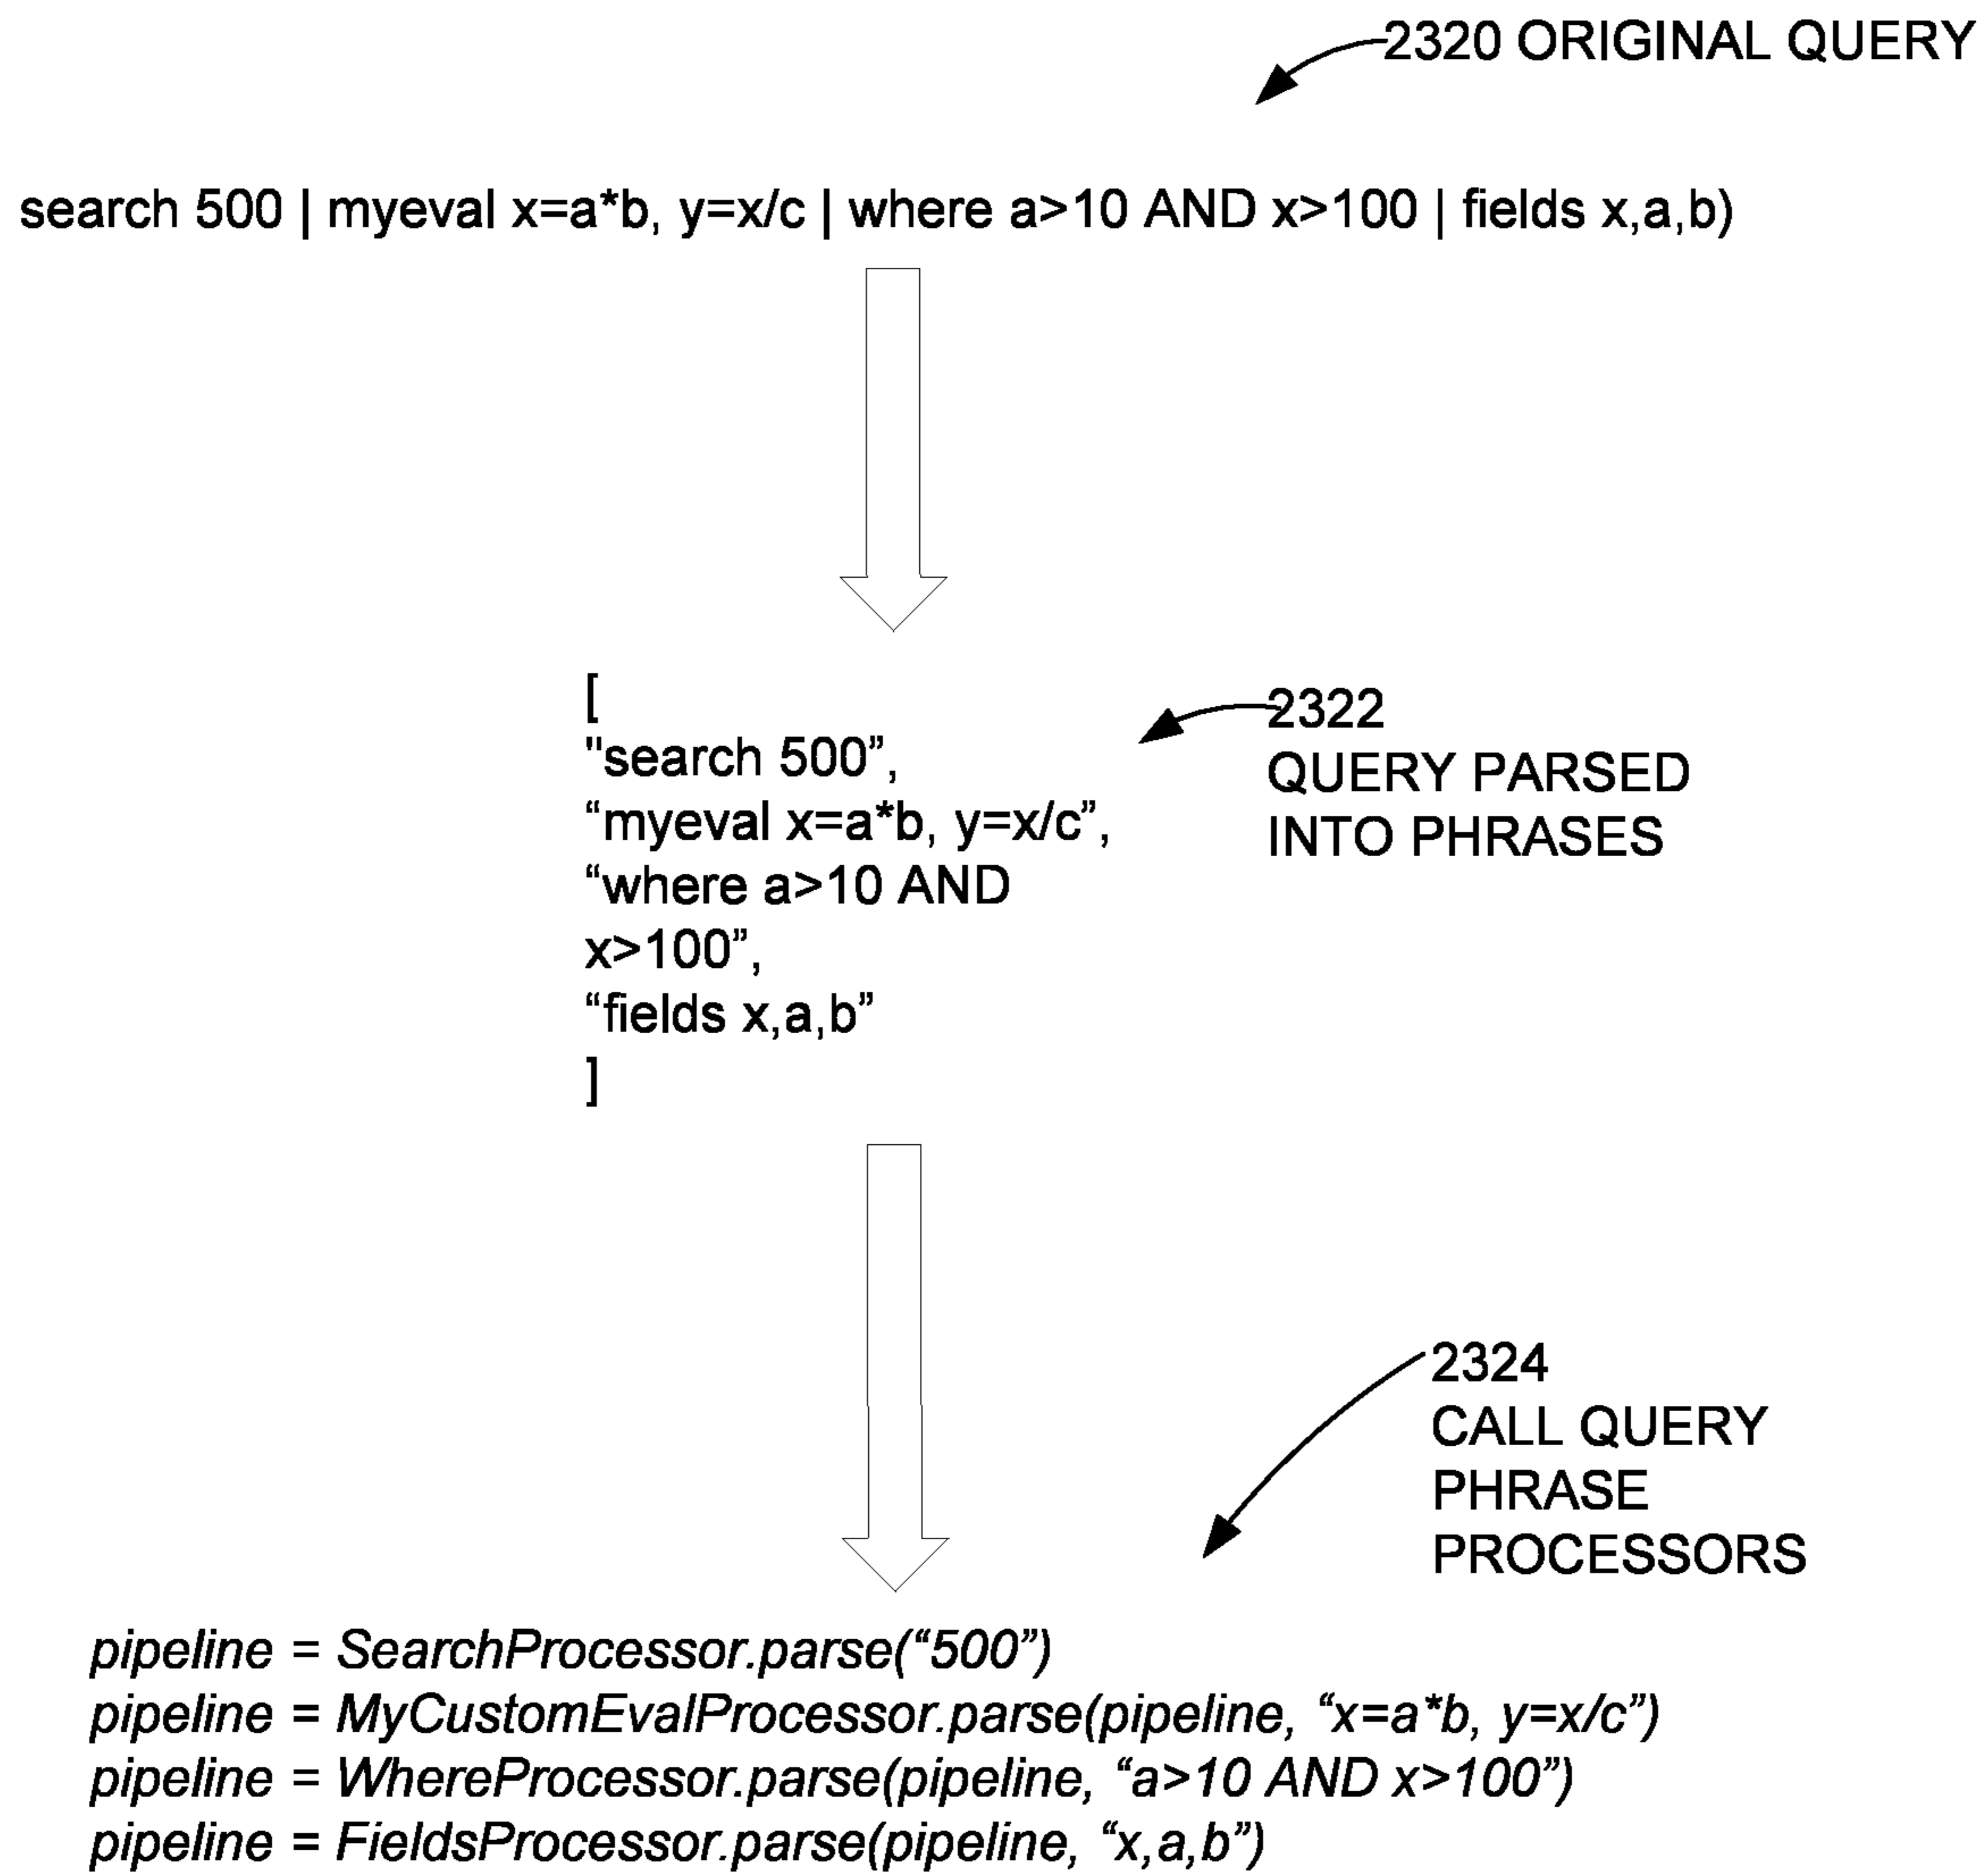 2320 ORIGINAL QUERY
search 500 | myeval x=a*b, y=x/c | where a>10 AND x>100 | fields x,a,b)
[
"search 500”,
“myeval x=a*b, y=x/c”,
“where a>10 AND
x>100”,
“fields x,a,b”
]
2322
QUERY PARSED
INTO PHRASES
2324
CALL QUERY
PHRASE
PROCESSORS
pipeline = SearchProcessor.parse(“500”)
pipeline = MyCustomEvalProcessor.parse(pipeline, “x=a*b, y=x/c”)
pipeline = WhereProcessor.parse(pipeline, “a>10 AND x>100”)
pipeline = FieldsProcessor.parse(pipeline, “x,a,b”)